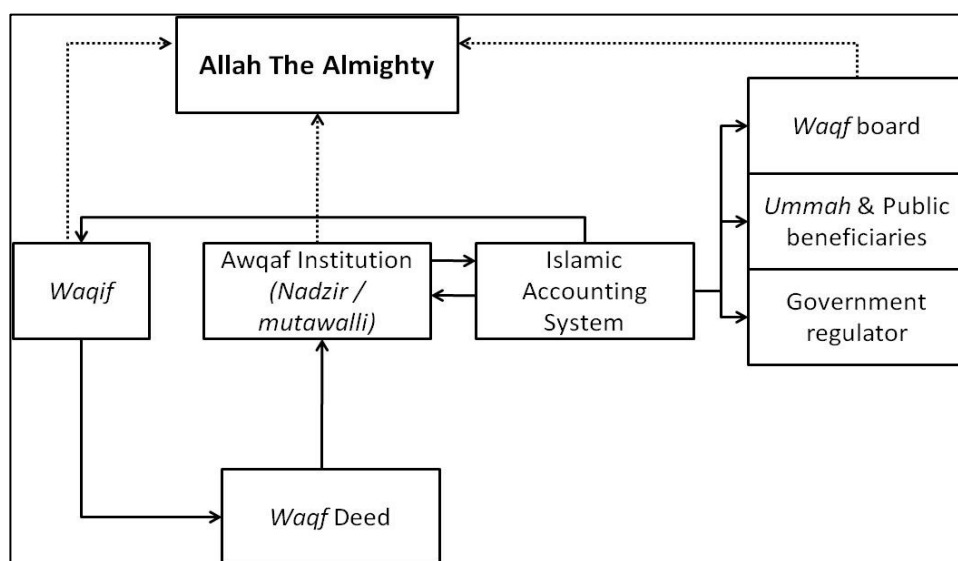 Allah The Almighty
Waqf board
Ummah & Public
beneficiaries
Government
regulator
Waqif
Awqaf Institution
(Nadzir /
mutawalli)
Islamic
Accounting
System
Waqf Deed